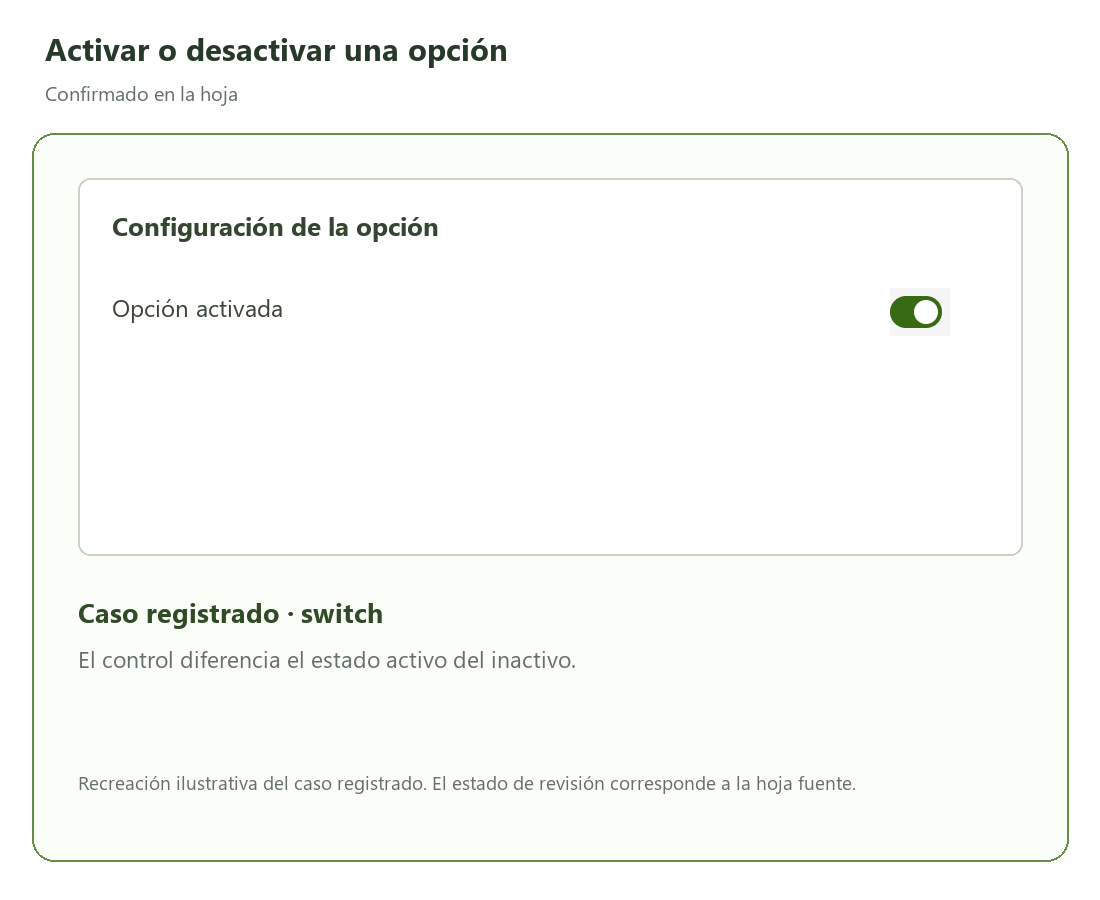 Activar o desactivar una opción
Confirmado en la hoja
Configuración de la opción
Opción activada
Caso registrado · switch
El control diferencia el estado activo del inactivo.
Recreación ilustrativa del caso registrado. El estado de revisión corresponde a la hoja fuente.